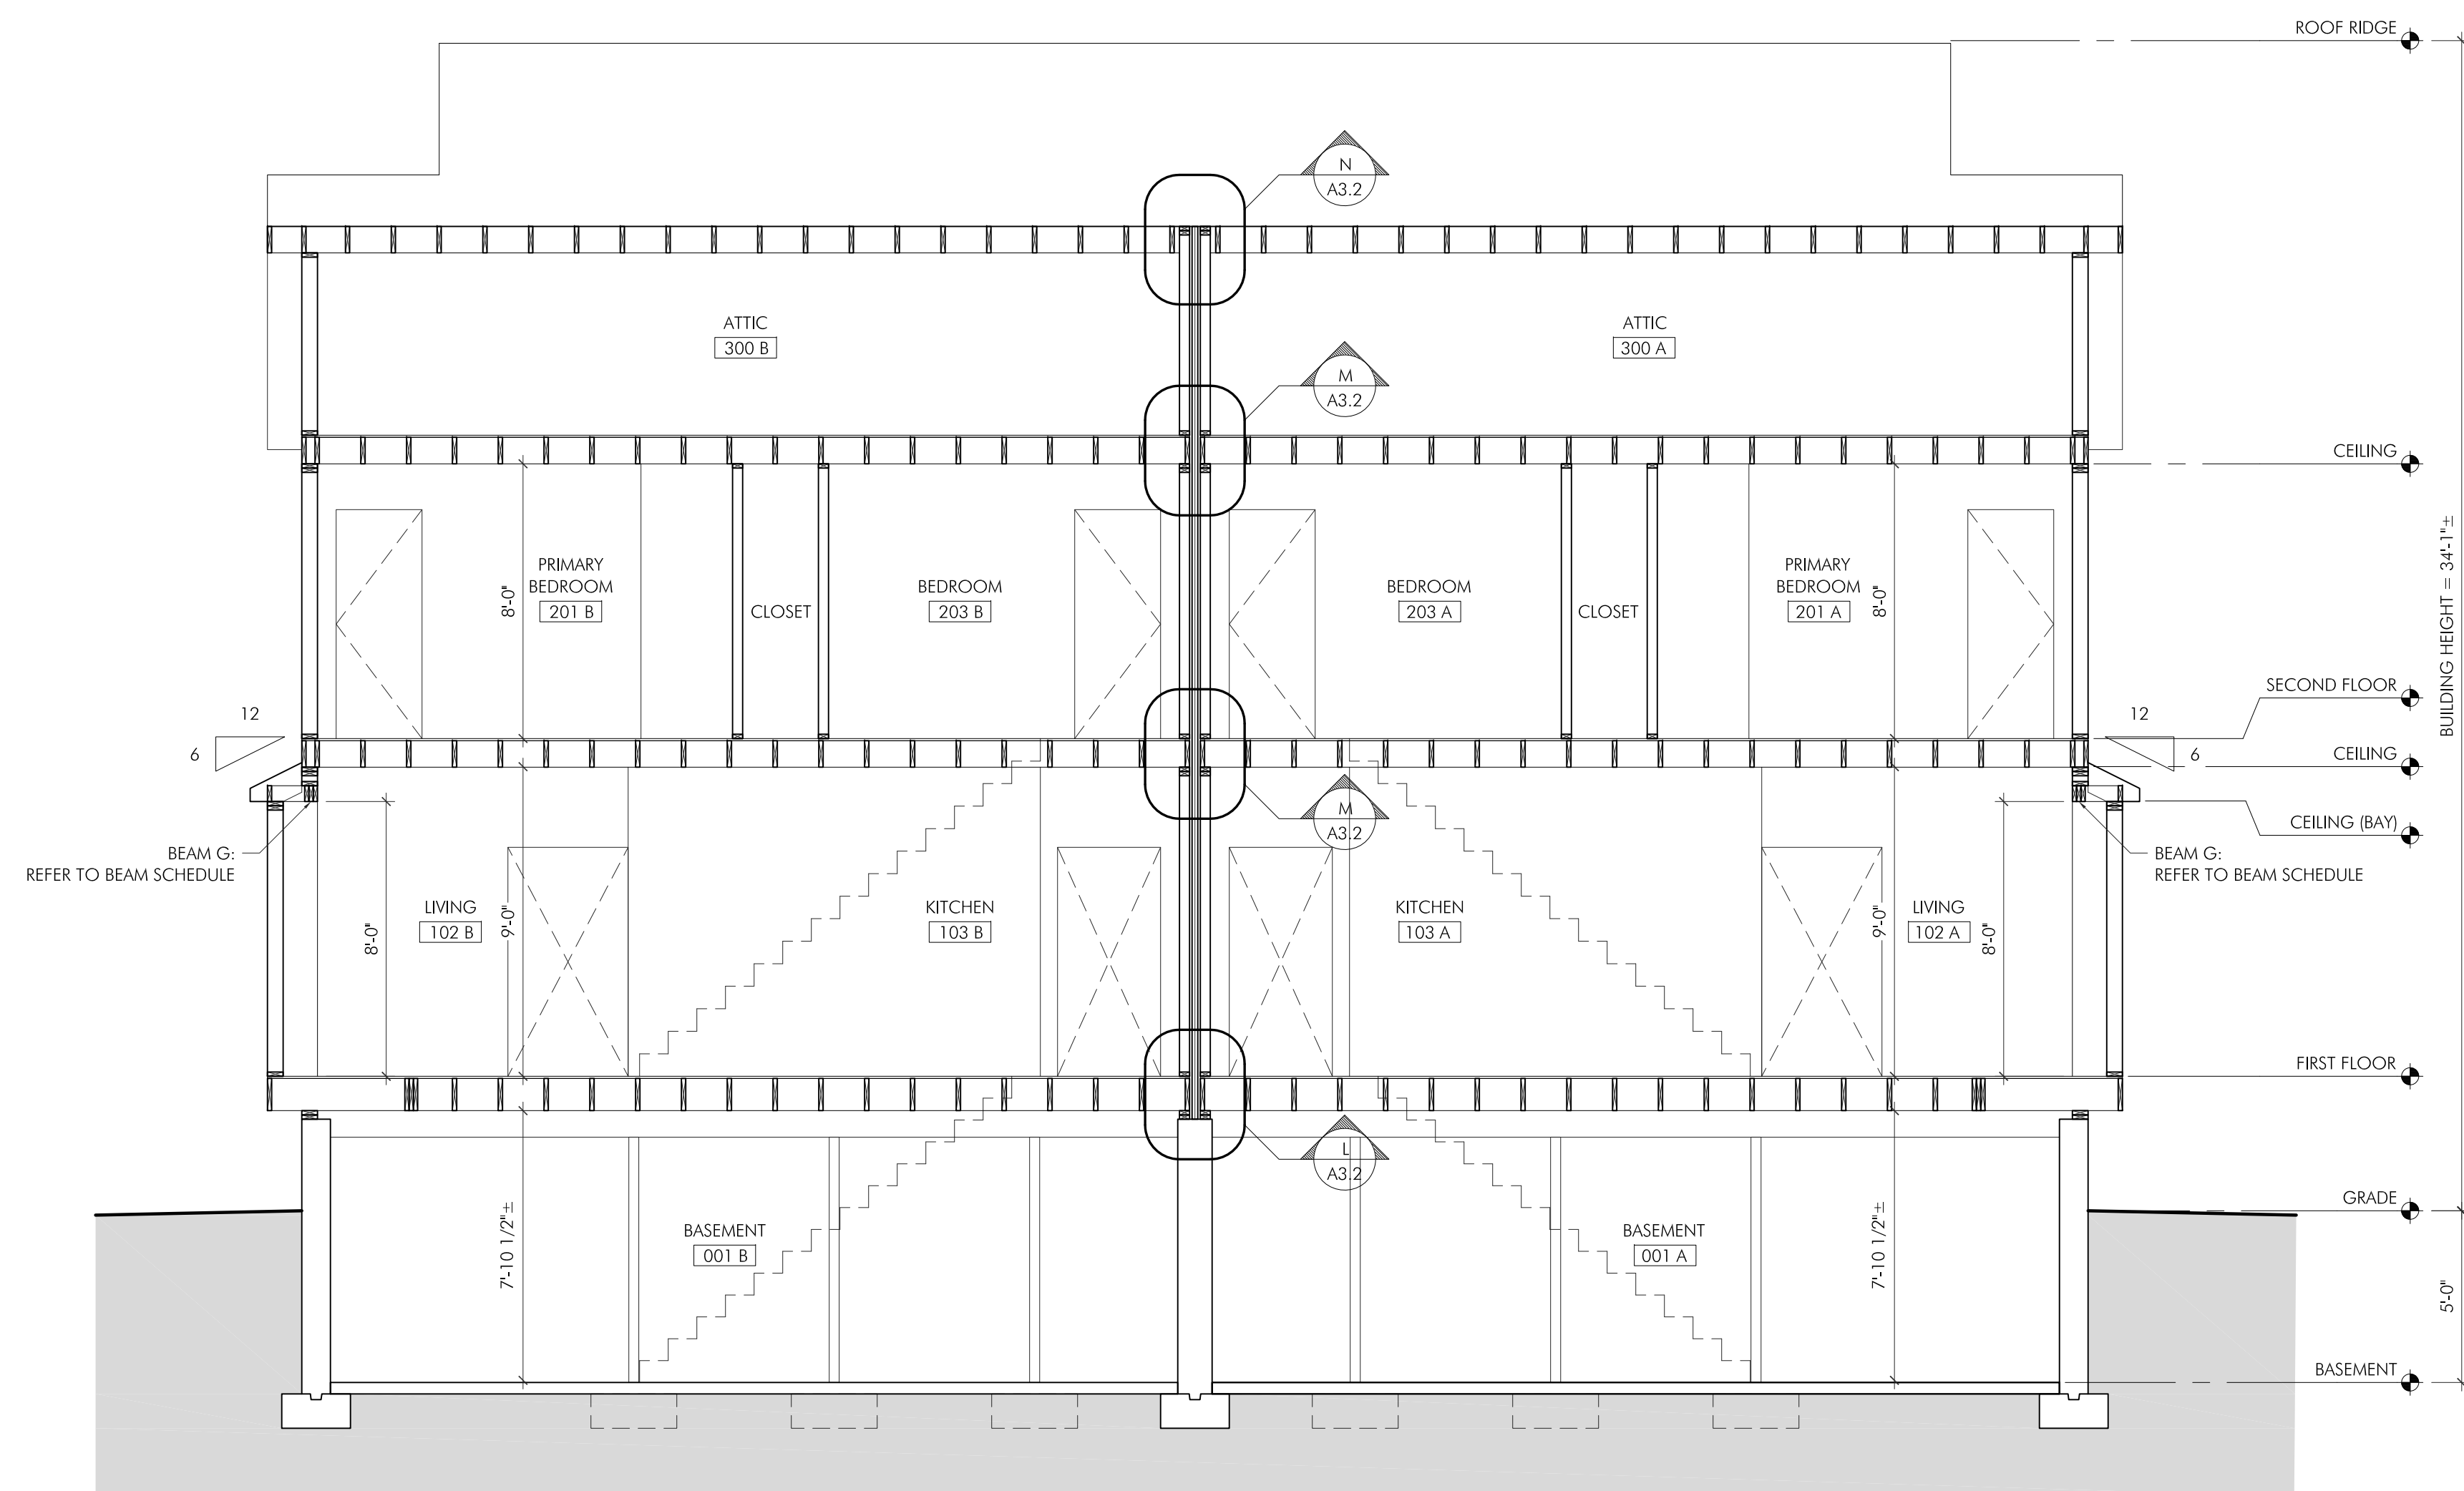 ROOF RIDGE
N
A3.2
ATTIC
300 B
ATTIC
300 A
M
A3.2
CEILING
BUILDING HEIGHT = 34'-1"±
8'-0"
PRIMARY
BEDROOM
201 B
CLOSET
BEDROOM
203 B
BEDROOM
203 A
CLOSET
PRIMARY
BEDROOM
201 A
8'-0"
SECOND FLOOR
12
6
12
6
CEILING
M
A3.2
CEILING (BAY)
BEAM G:
REFER TO BEAM SCHEDULE
BEAM G:
REFER TO BEAM SCHEDULE
8'-0"
LIVING
102 B
9'-0"
KITCHEN
103 B
KITCHEN
103 A
9'-0"
LIVING
102 A
8'-0"
FIRST FLOOR
L
A3.2
GRADE
7'-10 1/2"±
BASEMENT
001 B
BASEMENT
001 A
7'-10 1/2"±
5'-0"
BASEMENT